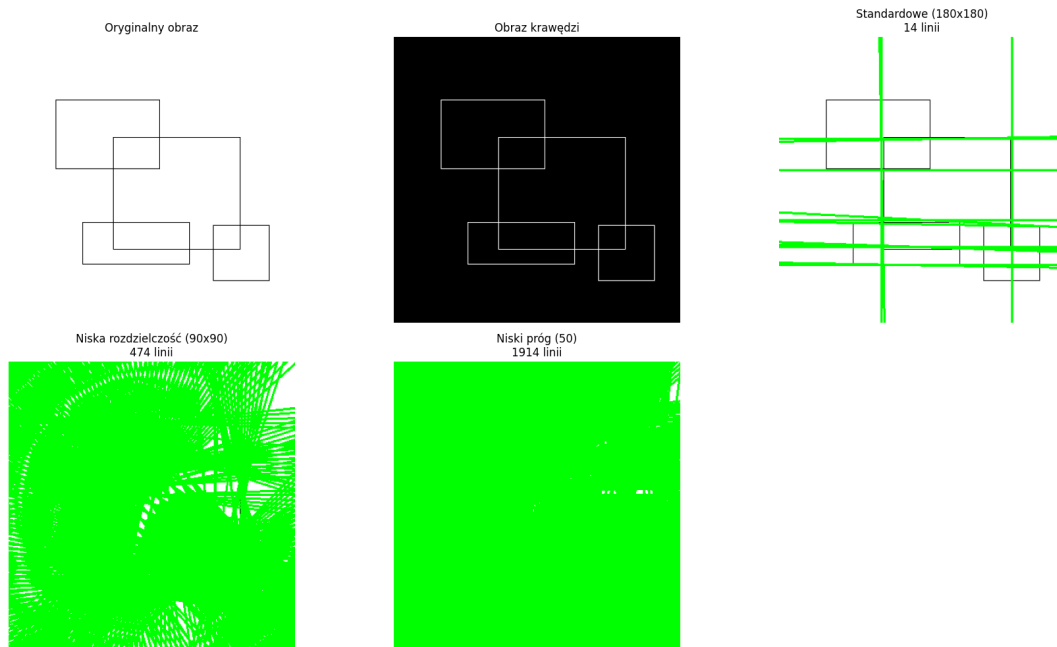 Oryginalny obraz
Obraz krawędzi
Standardowe (180x180)
14 linii
Niska rozdzielczość (90x90)
474 linii
Niski próg (50)
1914 linii